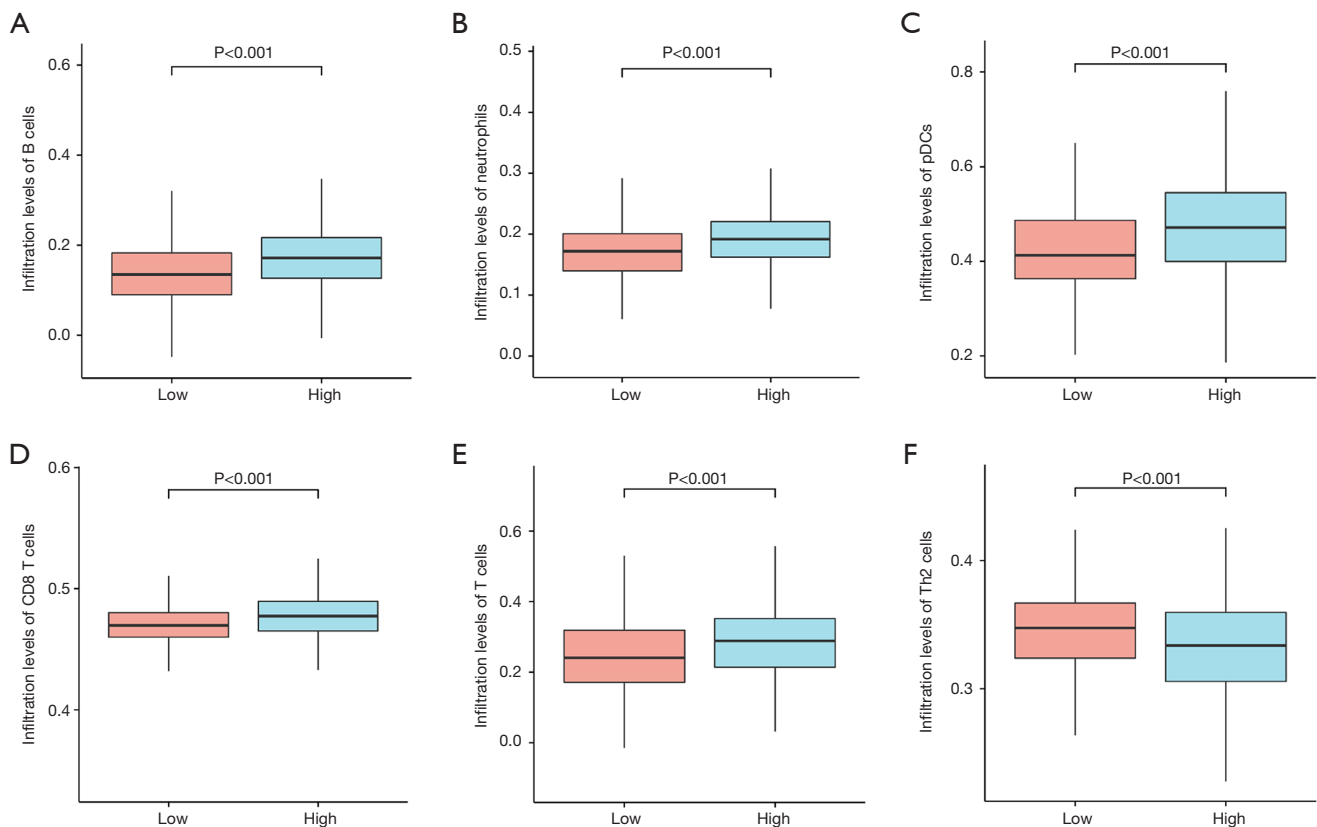 A
P<0.001
Infiltration levels of B cells
0.6
0.4
0.2
0.0
Low High
B
P<0.001
Infiltration levels of neutrophils
0.5
0.4
0.3
0.2
0.1
0.0
Low High
C
P<0.001
Infiltration levels of pDCs
0.8
0.6
0.4
0.2
Low High
D
P<0.001
Infiltration levels of CD8 T cells
0.6
0.5
0.4
Low High
E
P<0.001
Infiltration levels of T cells
0.6
0.4
0.2
0.0
Low High
F
P<0.001
Infiltration levels of Th2 cells
0.4
0.3
Low High